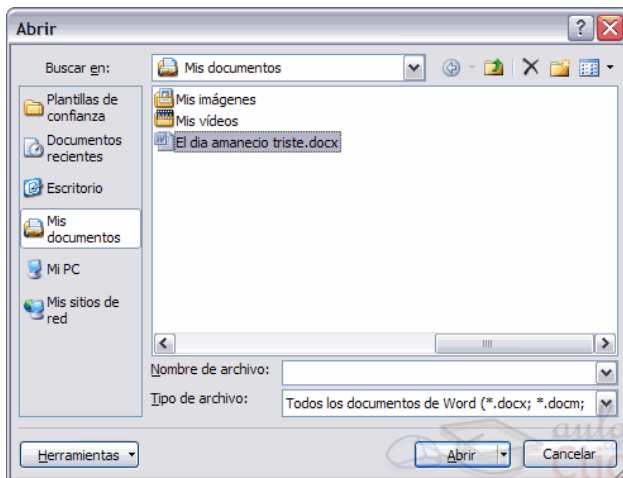 Abrir
Buscar en:
Mis documentos
Plantillas de
confianza
Documentos
recientes
Escritorio
Mis
documentos
Mi PC
Mis sitios de
red
Mis imágenes
Mis vídeos
El dia amanecio triste.docx
Nombre de archivo:
Tipo de archivo:
Todos los documentos de Word (*.docx; *.docm;
Herramientas
Abrir
Cancelar
aula
Clic